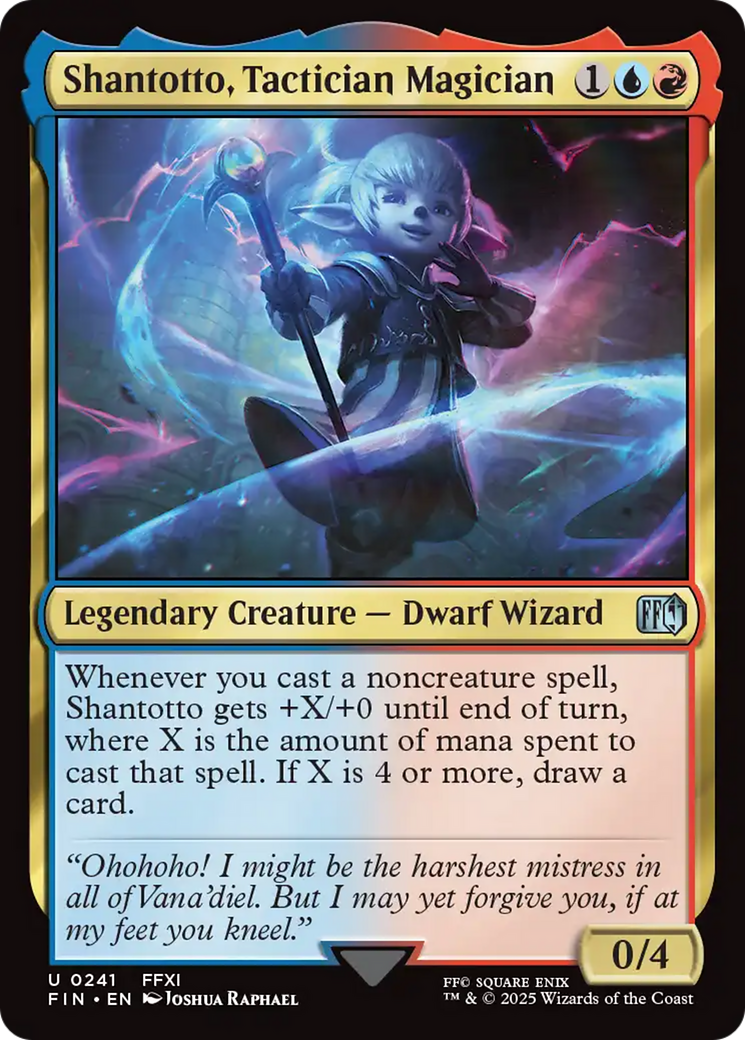 Shantotto, Tactician Magician 1
Legendary Creature — Dwarf Wizard FF
Whenever you cast a noncreature spell,
Shantotto gets +X/+0 until end of turn,
where X is the amount of mana spent to
cast that spell. If X is 4 or more, draw a
card.
“Ohohoho! I might be the harshest mistress in
all of Vana’diel. But I may yet forgive you, if at
my feet you kneel.”
0/4
U 0241 FFXI
FIN • EN Joshua Raphael
FF© SQUARE ENIX
™ & © 2025 Wizards of the Coast